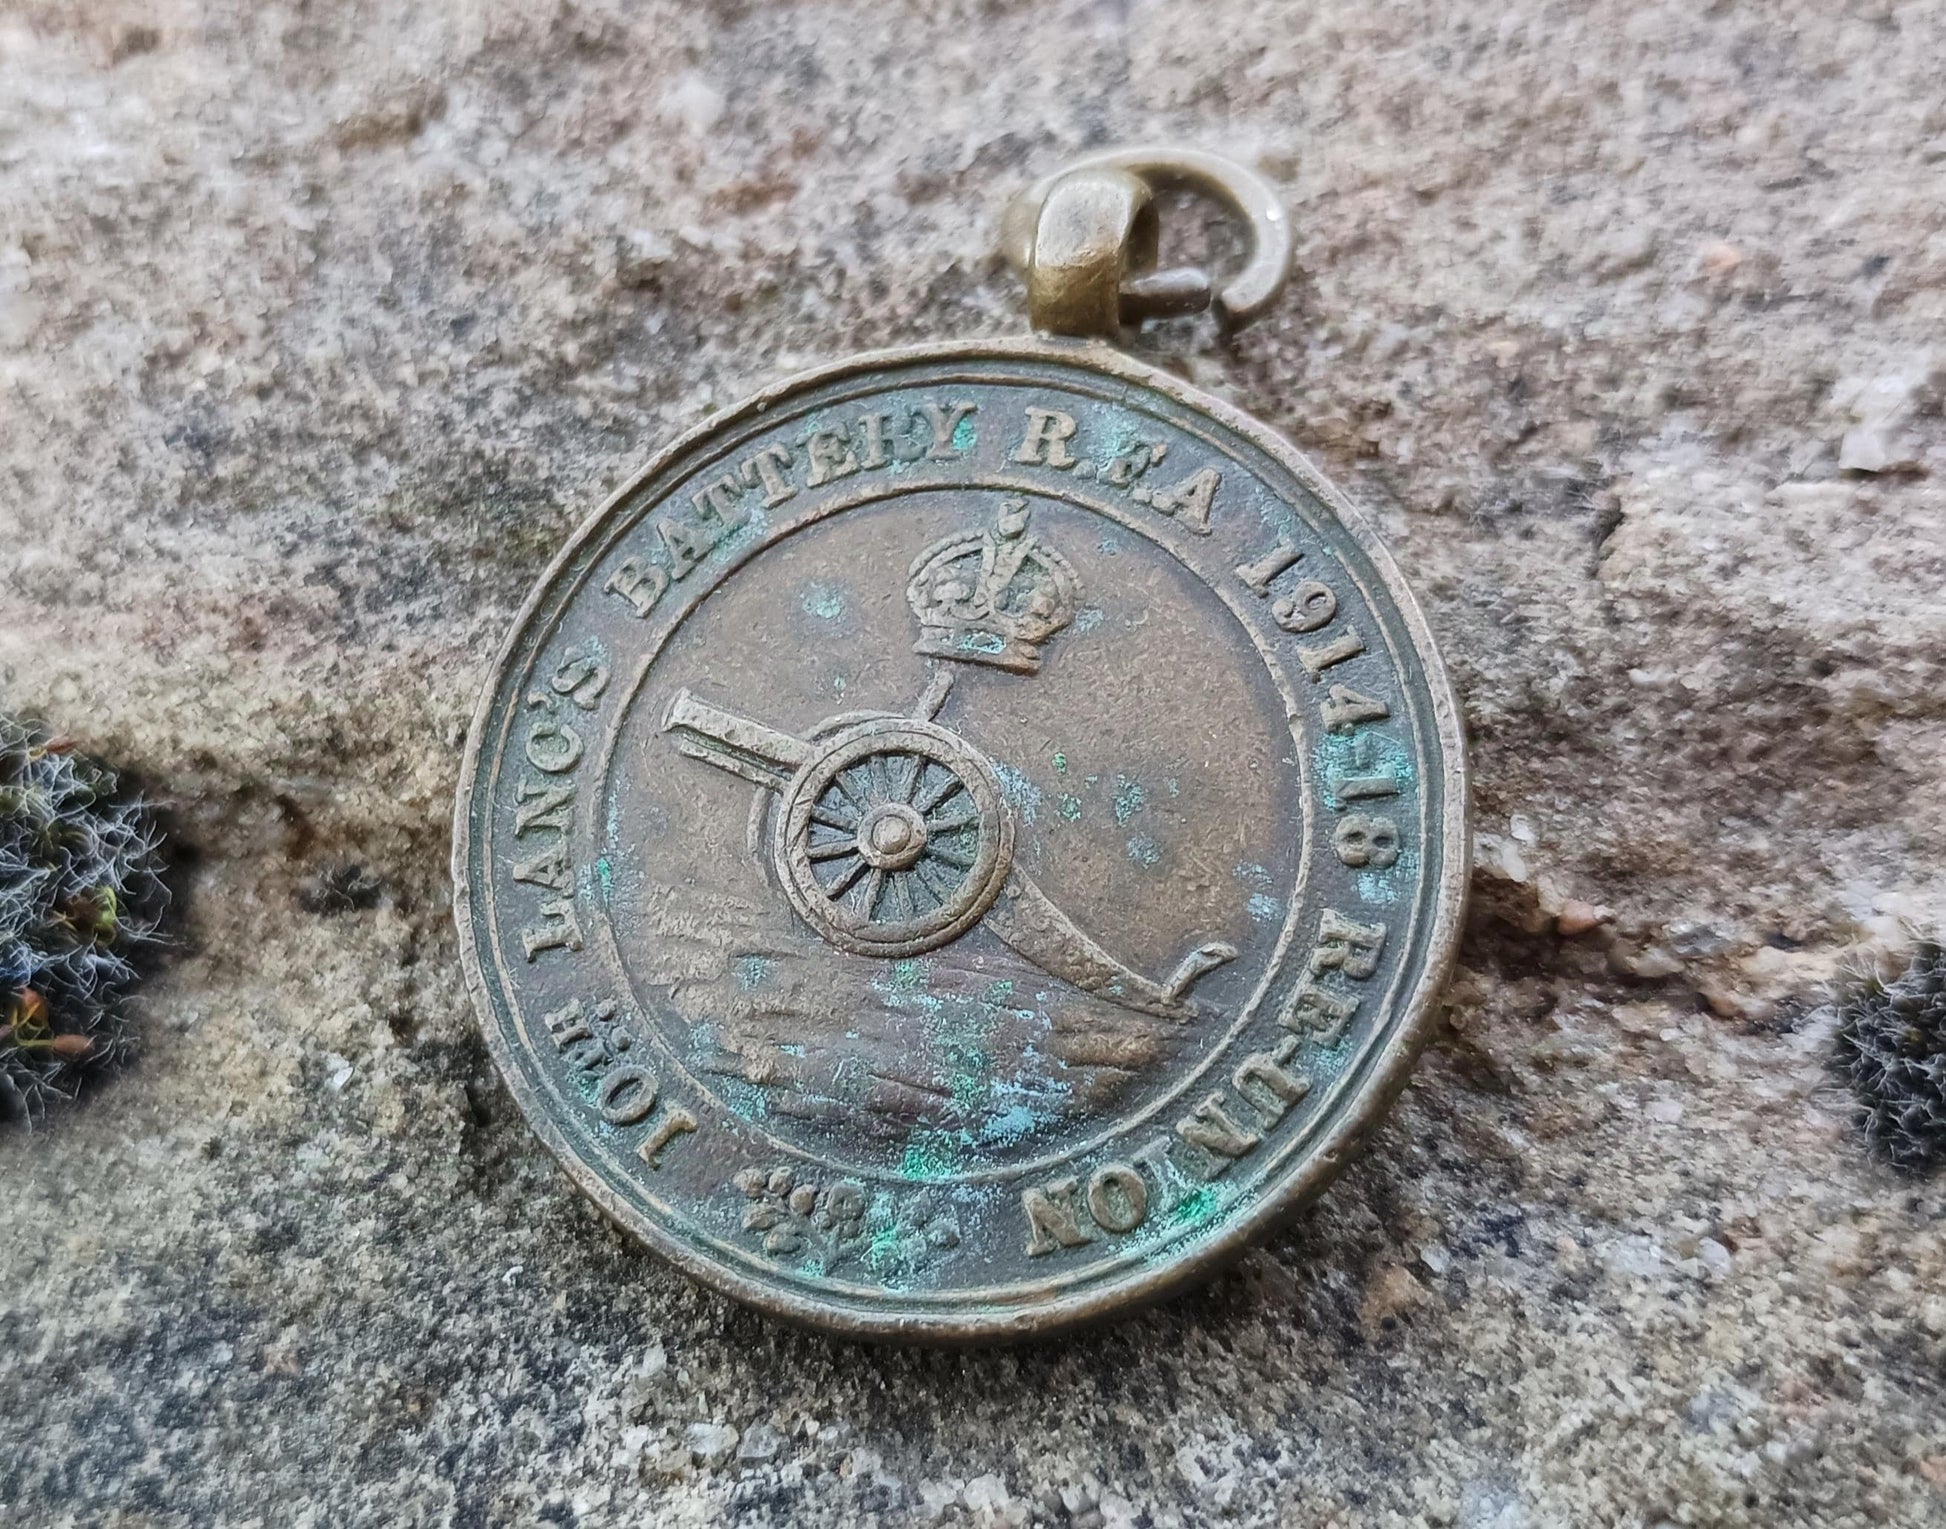 10TH LANC'S BATTERY R.F.A 1914-18 RE-UNION